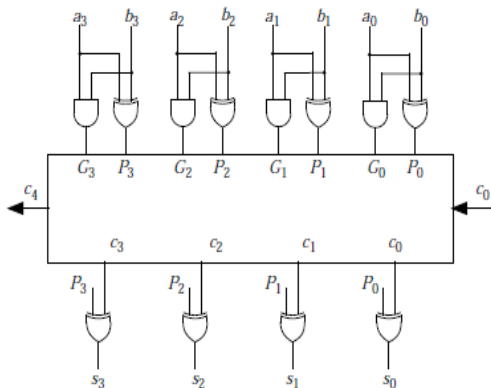 a3 b3 a2 b2 a1 b1 a0 b0
G3 P3 G2 P2 G1 P1 G0 P0
c4 c0
c3 c2 c1 c0
P3 P2 P1 P0
s3 s2 s1 s0